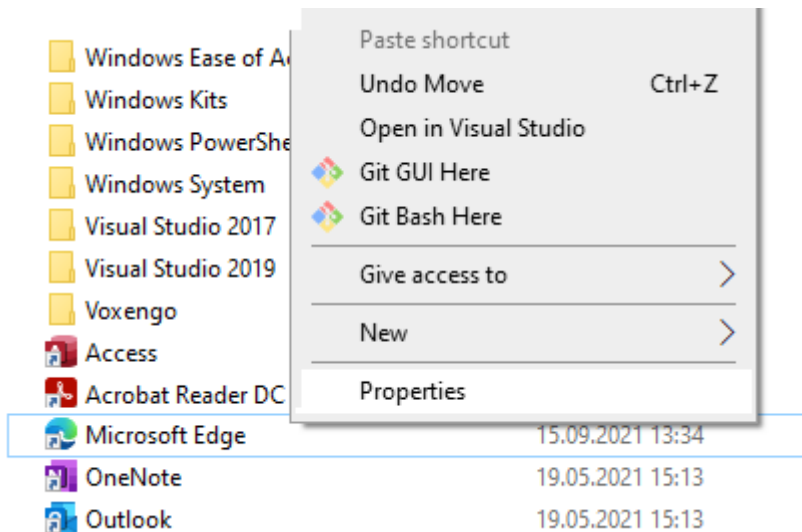 Windows Ease of A
Windows Kits
Windows PowerShe
Windows System
Visual Studio 2017
Visual Studio 2019
Voxengo
Access
Acrobat Reader DC
Microsoft Edge 15.09.2021 13:34
OneNote 19.05.2021 15:13
Outlook 19.05.2021 15:13
Paste shortcut
Undo Move Ctrl+Z
Open in Visual Studio
Git GUI Here
Git Bash Here
Give access to
New
Properties